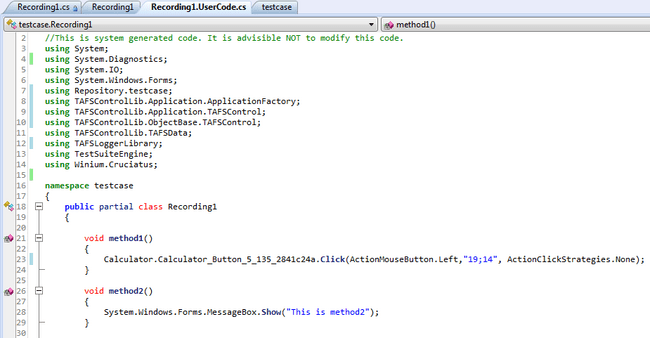 Recording1.cs Recording1 Recording1.UserCode.cs testcase
testcase.Recording1 method1()
2 //This is system generated code. It is advisible NOT to modify this code.
3 using System;
4 using System.Diagnostics;
5 using System.IO;
6 using System.Windows.Forms;
7 using Repository.testcase;
8 using TAFSControlLib.Application.ApplicationFactory;
9 using TAFSControlLib.Application.TAFSControl;
10 using TAFSControlLib.ObjectBase.TAFSControl;
11 using TAFSControlLib.TAFSData;
12 using TAFSLoggerLibrary;
13 using TestSuiteEngine;
14 using Winium.Cruciatus;
15
16 namespace testcase
17 {
18 public partial class Recording1
19 {
20
21 void method1()
22 {
23 Calculator.Calculator_Button_5_135_2841c24a.Click(ActionMouseButton.Left,"19;14", ActionClickStrategies.None);
24 }
25
26 void method2()
27 {
28 System.Windows.Forms.MessageBox.Show("This is method2");
29 }
30